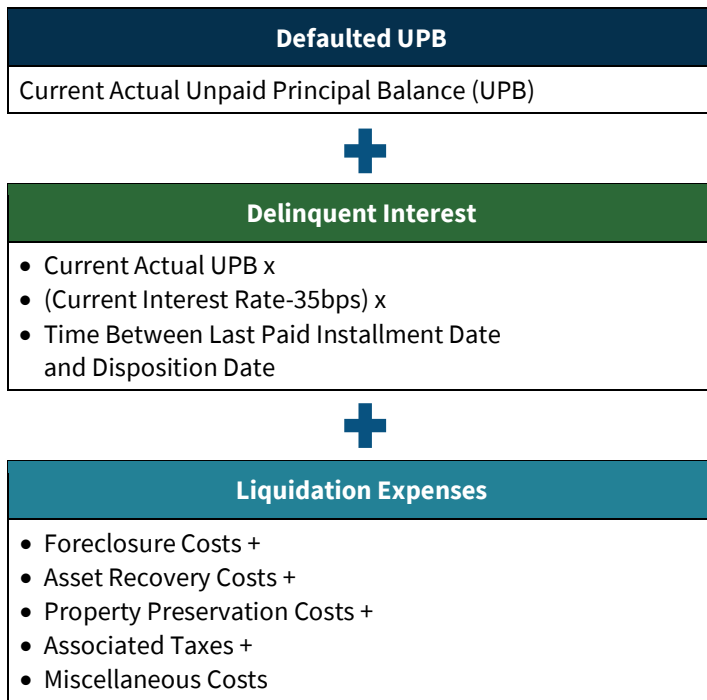 Defaulted UPB
Current Actual Unpaid Principal Balance (UPB)
Delinquent Interest
• Current Actual UPB x
• (Current Interest Rate-35bps) x
• Time Between Last Paid Installment Date
and Disposition Date
Liquidation Expenses
• Foreclosure Costs +
• Asset Recovery Costs +
• Property Preservation Costs +
• Associated Taxes +
• Miscellaneous Costs